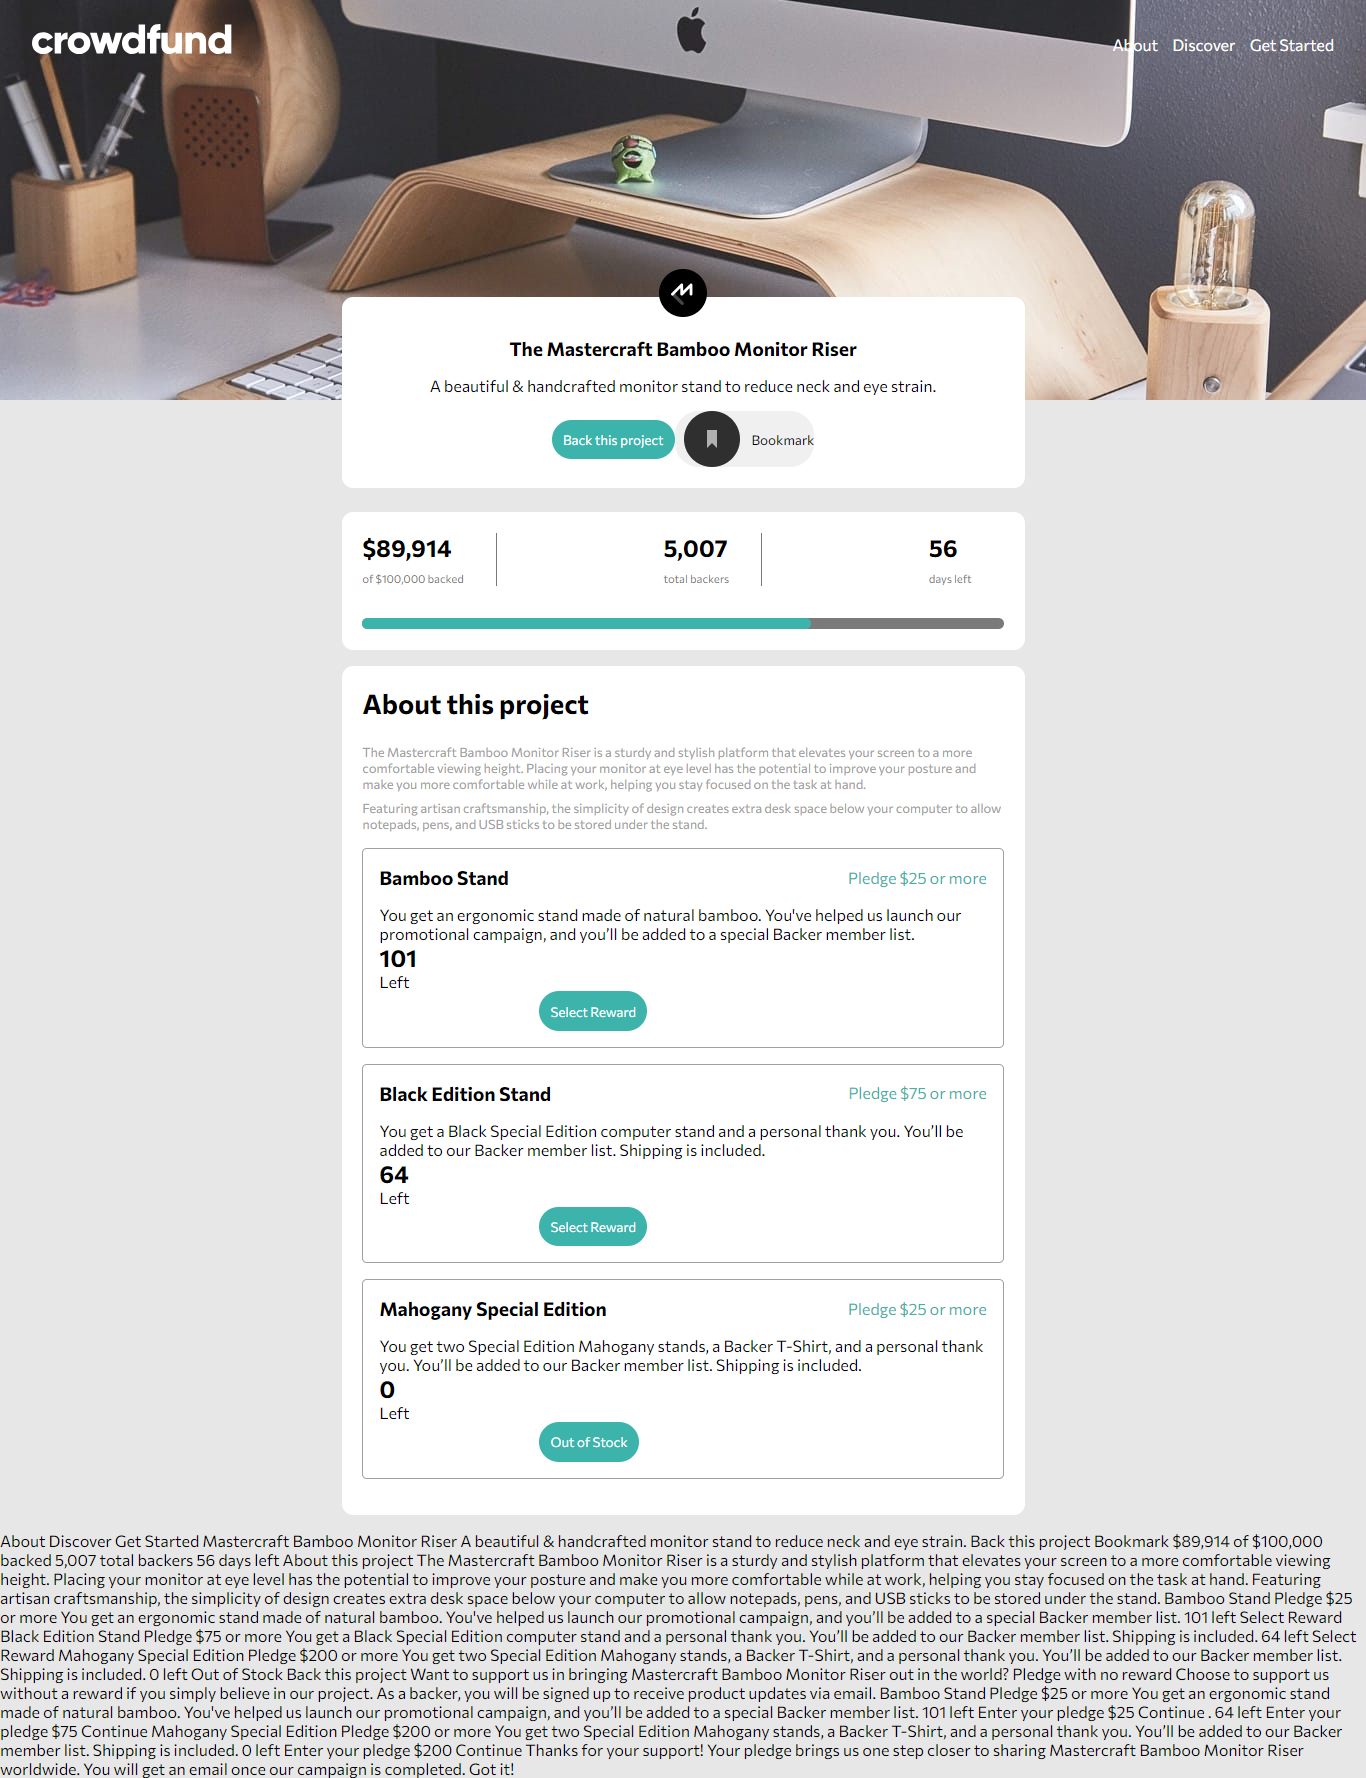 crowdfund
About Discover Get Started
The Mastercraft Bamboo Monitor Riser
A beautiful & handcrafted monitor stand to reduce neck and eye strain.
Back this project Bookmark
$89,914 5,007 56
of $100,000 backed total backers days left
About this project
The Mastercraft Bamboo Monitor Riser is a sturdy and stylish platform that elevates your screen to a more
comfortable viewing height. Placing your monitor at eye level has the potential to improve your posture and
make you more comfortable while at work, helping you stay focused on the task at hand.
Featuring artisan craftsmanship, the simplicity of design creates extra desk space below your computer to allow
notepads, pens, and USB sticks to be stored under the stand.
Bamboo Stand Pledge $25 or more
You get an ergonomic stand made of natural bamboo. You've helped us launch our
promotional campaign, and you’ll be added to a special Backer member list.
101
Left
Select Reward
Black Edition Stand Pledge $75 or more
You get a Black Special Edition computer stand and a personal thank you. You’ll be
added to our Backer member list. Shipping is included.
64
Left
Select Reward
Mahogany Special Edition Pledge $25 or more
You get two Special Edition Mahogany stands, a Backer T-Shirt, and a personal thank
you. You’ll be added to our Backer member list. Shipping is included.
0
Left
Out of Stock
About Discover Get Started Mastercraft Bamboo Monitor Riser A beautiful & handcrafted monitor stand to reduce neck and eye strain. Back this project Bookmark $89,914 of $100,000
backed 5,007 total backers 56 days left About this project The Mastercraft Bamboo Monitor Riser is a sturdy and stylish platform that elevates your screen to a more comfortable viewing
height. Placing your monitor at eye level has the potential to improve your posture and make you more comfortable while at work, helping you stay focused on the task at hand. Featuring
artisan craftsmanship, the simplicity of design creates extra desk space below your computer to allow notepads, pens, and USB sticks to be stored under the stand. Bamboo Stand Pledge $25
or more You get an ergonomic stand made of natural bamboo. You've helped us launch our promotional campaign, and you’ll be added to a special Backer member list. 101 left Select Reward
Black Edition Stand Pledge $75 or more You get a Black Special Edition computer stand and a personal thank you. You’ll be added to our Backer member list. Shipping is included. 64 left Select
Reward Mahogany Special Edition Pledge $200 or more You get two Special Edition Mahogany stands, a Backer T-Shirt, and a personal thank you. You’ll be added to our Backer member list.
Shipping is included. 0 left Out of Stock Back this project Want to support us in bringing Mastercraft Bamboo Monitor Riser out in the world? Pledge with no reward Choose to support us
without a reward if you simply believe in our project. As a backer, you will be signed up to receive product updates via email. Bamboo Stand Pledge $25 or more You get an ergonomic stand
made of natural bamboo. You've helped us launch our promotional campaign, and you’ll be added to a special Backer member list. 101 left Enter your pledge $25 Continue . 64 left Enter your
pledge $75 Continue Mahogany Special Edition Pledge $200 or more You get two Special Edition Mahogany stands, a Backer T-Shirt, and a personal thank you. You’ll be added to our Backer
member list. Shipping is included. 0 left Enter your pledge $200 Continue Thanks for your support! Your pledge brings us one step closer to sharing Mastercraft Bamboo Monitor Riser
worldwide. You will get an email once our campaign is completed. Got it!